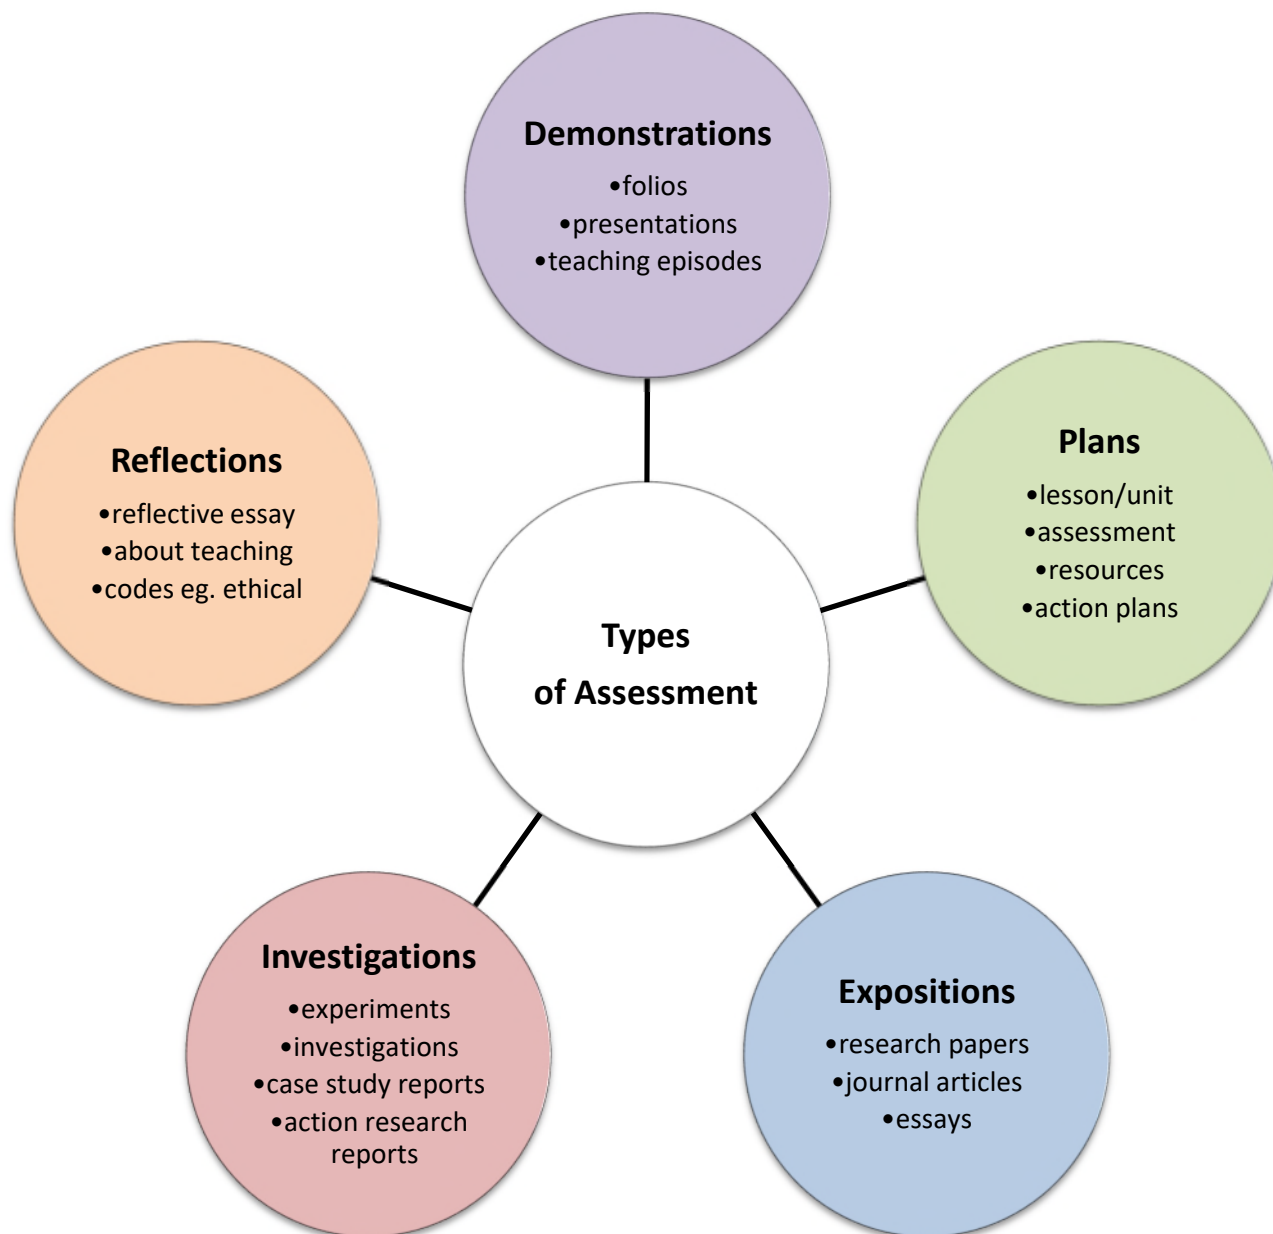 Demonstrations
•folios
•presentations
•teaching episodes
Plans
•lesson/unit
•assessment
•resources
•action plans
Reflections
•reflective essay
•about teaching
•codes eg. ethical
Types
of Assessment
Investigations
•experiments
•investigations
•case study reports
•action research
reports
Expositions
•research papers
•journal articles
•essays